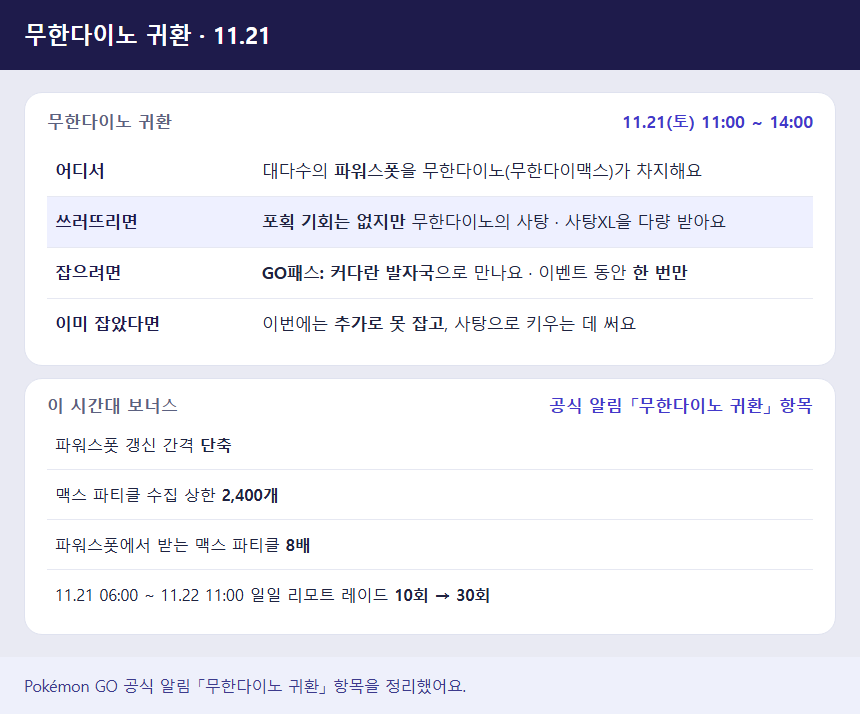 무한다이노 귀환 · 11.21
무한다이노 귀환
11.21(토) 11:00 ~ 14:00
어디서 대다수의 파워스폿을 무한다이노(무한다이맥스)가 차지해요
쓰러뜨리면 포획 기회는 없지만 무한다이노의 사탕 · 사탕XL을 다량 받아요
잡으려면 GO패스: 커다란 발자국으로 만나요 · 이벤트 동안 한 번만
이미 잡았다면 이번에는 추가로 못 잡고, 사탕으로 키우는 데 써요
이 시간대 보너스
공식 알림「무한다이노 귀환」항목
파워스폿 갱신 간격 단축
맥스 파티클 수집 상한 2,400개
파워스폿에서 받는 맥스 파티클 8배
11.21 06:00 ~ 11.22 11:00 일일 리모트 레이드 10회 → 30회
Pokémon GO 공식 알림「무한다이노 귀환」항목을 정리했어요.